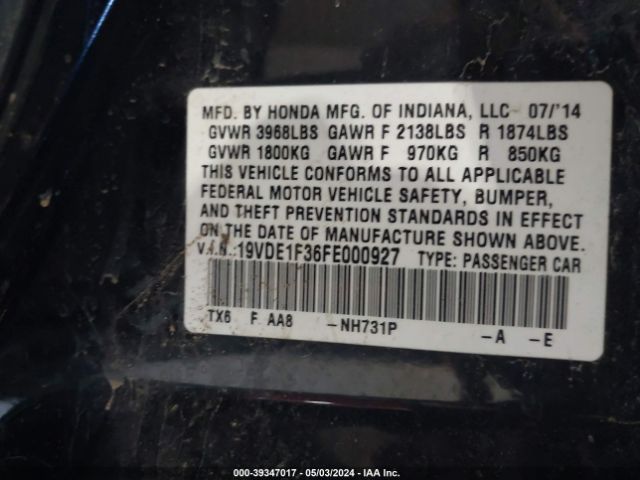 MFD. BY HONDA MFG. OF INDIANA, LLC 07/'14
GVWR 3968LBS GAWR F 2138LBS R 1874LBS
GVWR 1800KG GAWR F 970KG R 850KG
THIS VEHICLE CONFORMS TO ALL APPLICABLE
FEDERAL MOTOR VEHICLE SAFETY, BUMPER,
AND THEFT PREVENTION STANDARDS IN EFFECT
ON THE DATE OF MANUFACTURE SHOWN ABOVE.
V.I.N.:19VDE1F36FE000927 TYPE: PASSENGER CAR
TX6 F AA8 -NH731P -A -E
000-39347017 - 05/03/2024 - IAA Inc.